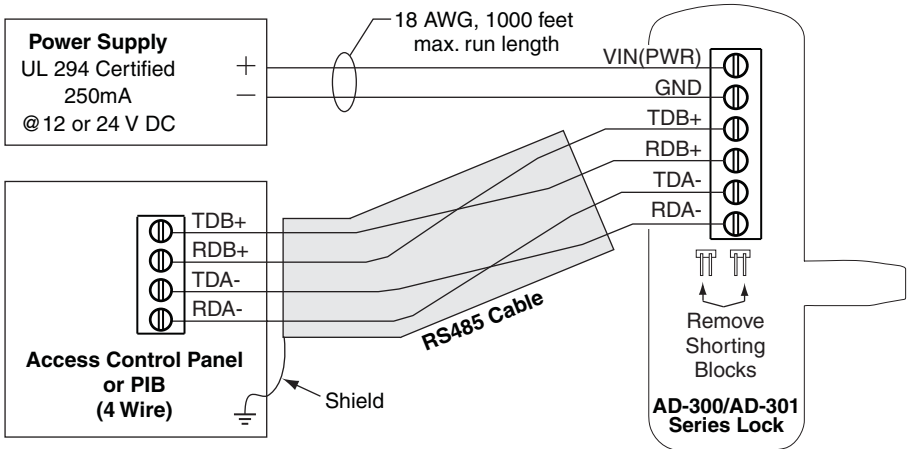 Power Supply
UL 294 Certified
250mA
@12 or 24 V DC
+
−
18 AWG, 1000 feet
max. run length
VIN(PWR)
GND
TDB+
RDB+
TDA-
RDA-
TDB+
RDB+
TDA-
RDA-
Access Control Panel
or PIB
(4 Wire)
RS485 Cable
Shield
Remove
Shorting
Blocks
AD-300/AD-301
Series Lock